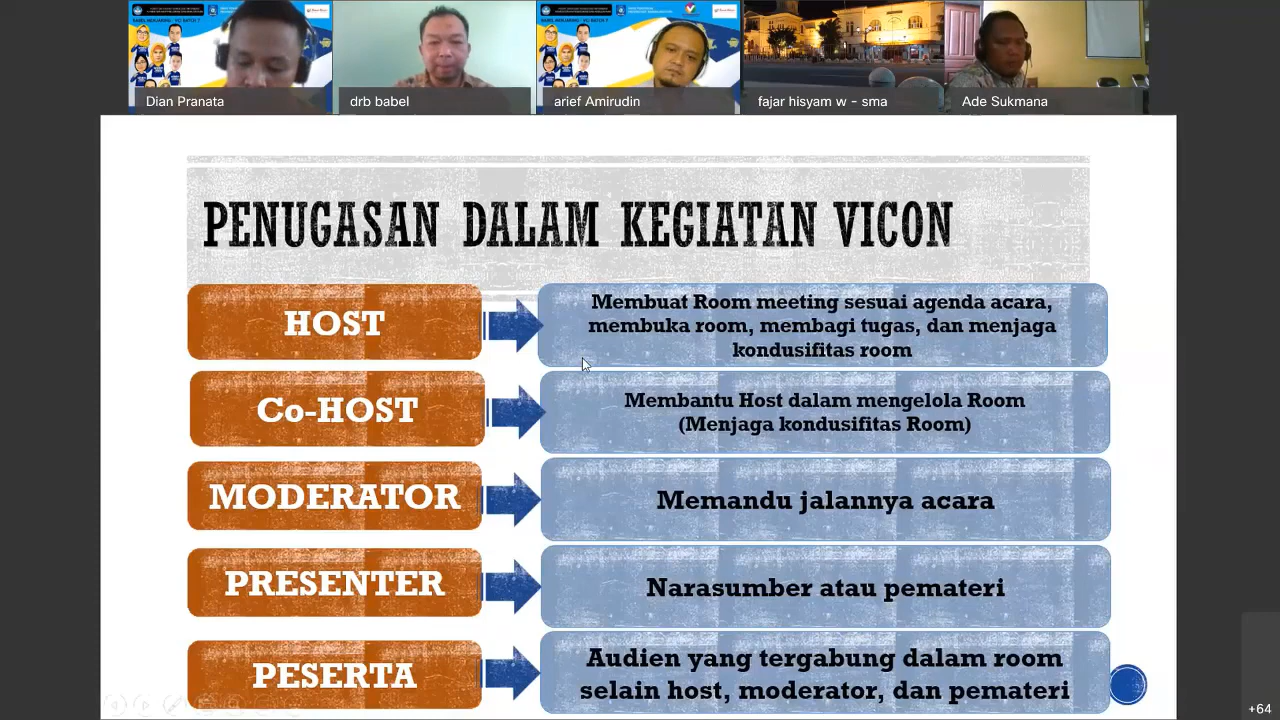 Dian Pranata
drb babel
arief Amirudin
fajar hisyam w - sma
Ade Sukmana
PENUGASAN DALAM KEGIATAN VICON
HOST
Membuat Room meeting sesuai agenda acara,
membuka room, membagi tugas, dan menjaga
kondusifitas room
Co-HOST
Membantu Host dalam mengelola Room
(Menjaga kondusifitas Room)
MODERATOR
Memandu jalannya acara
PRESENTER
Narasumber atau pemateri
PESERTA
Audien yang tergabung dalam room
selain host, moderator, dan pemateri
+64